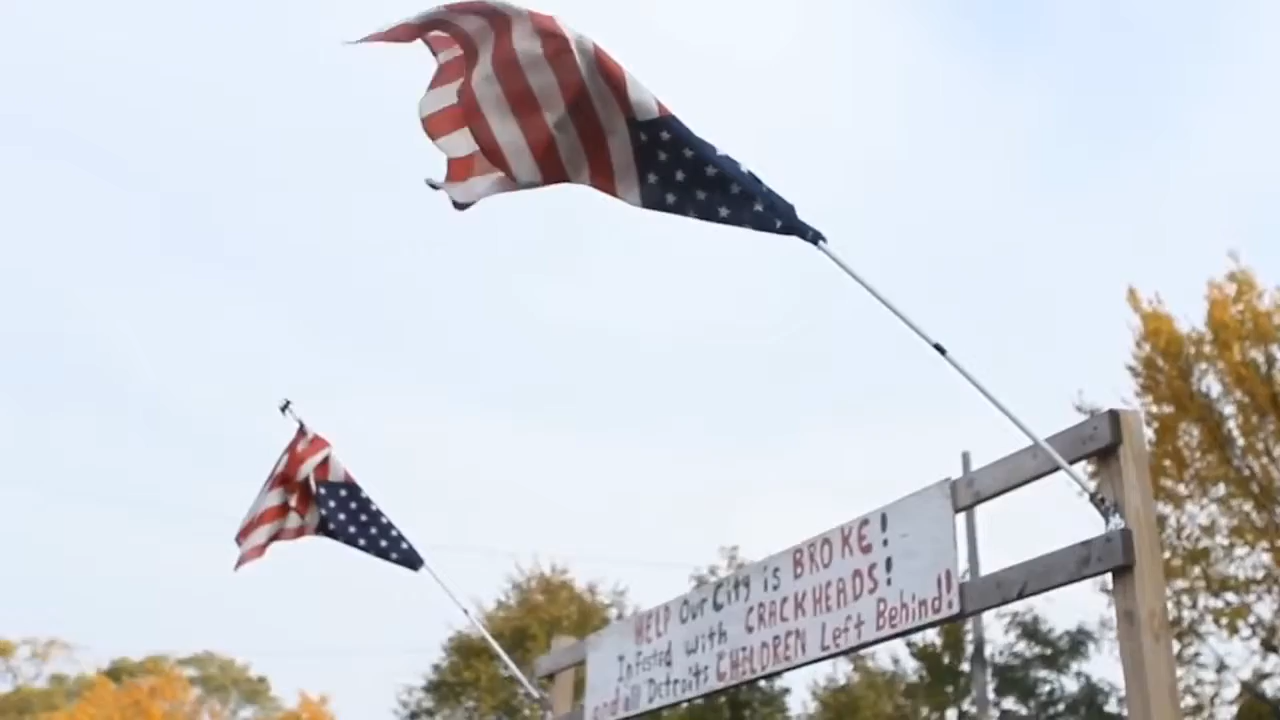 HELP Our City is BROKE!
Infested with CRACKHEADS!
and all Detroits CHILDREN Left Behind!